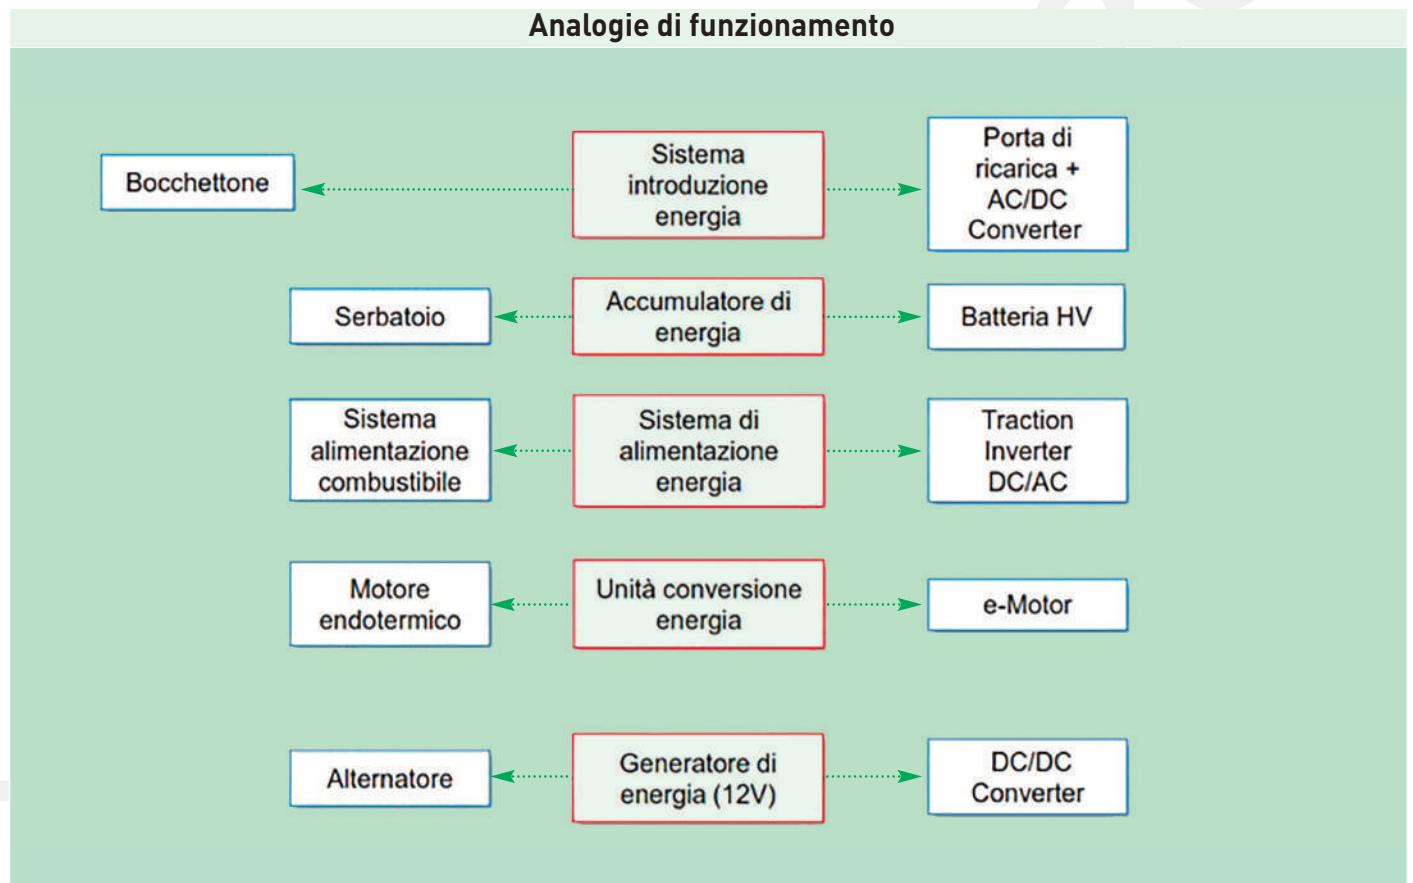 Analogie di funzionamento
Bocchettone
Sistema
introduzione
energia
Porta di
ricarica +
AC/DC
Converter
Serbatoio
Accumulatore di
energia
Batteria HV
Sistema
alimentazione
combustibile
Sistema di
alimentazione
energia
Traction
Inverter
DC/AC
Motore
endotermico
Unità conversione
energia
e-Motor
Alternatore
Generatore di
energia (12V)
DC/DC
Converter